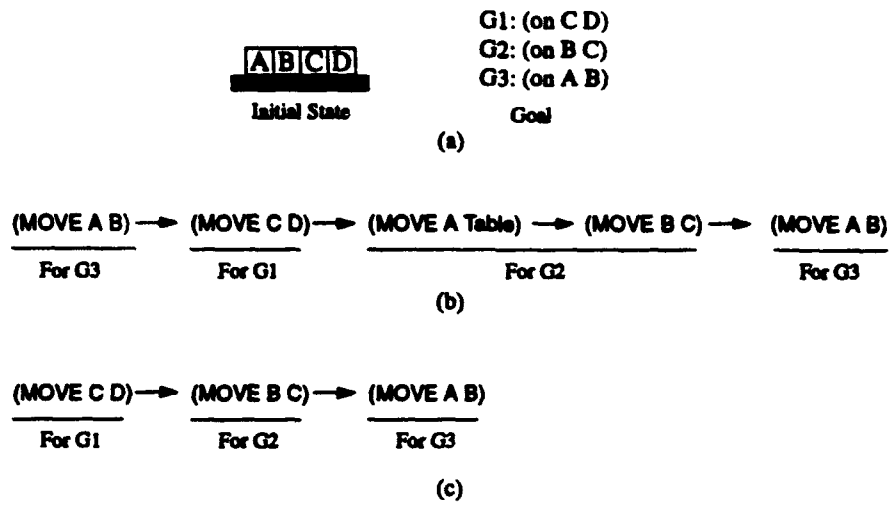 G1: (on C D)
G2: (on B C)
G3: (on A B)
A B C D
Initial State
Goal
(a)
(MOVE A B) → (MOVE C D) → (MOVE A Table) → (MOVE B C) → (MOVE A B)
For G3 For G1 For G2 For G3
(b)
(MOVE C D) → (MOVE B C) → (MOVE A B)
For G1 For G2 For G3
(c)